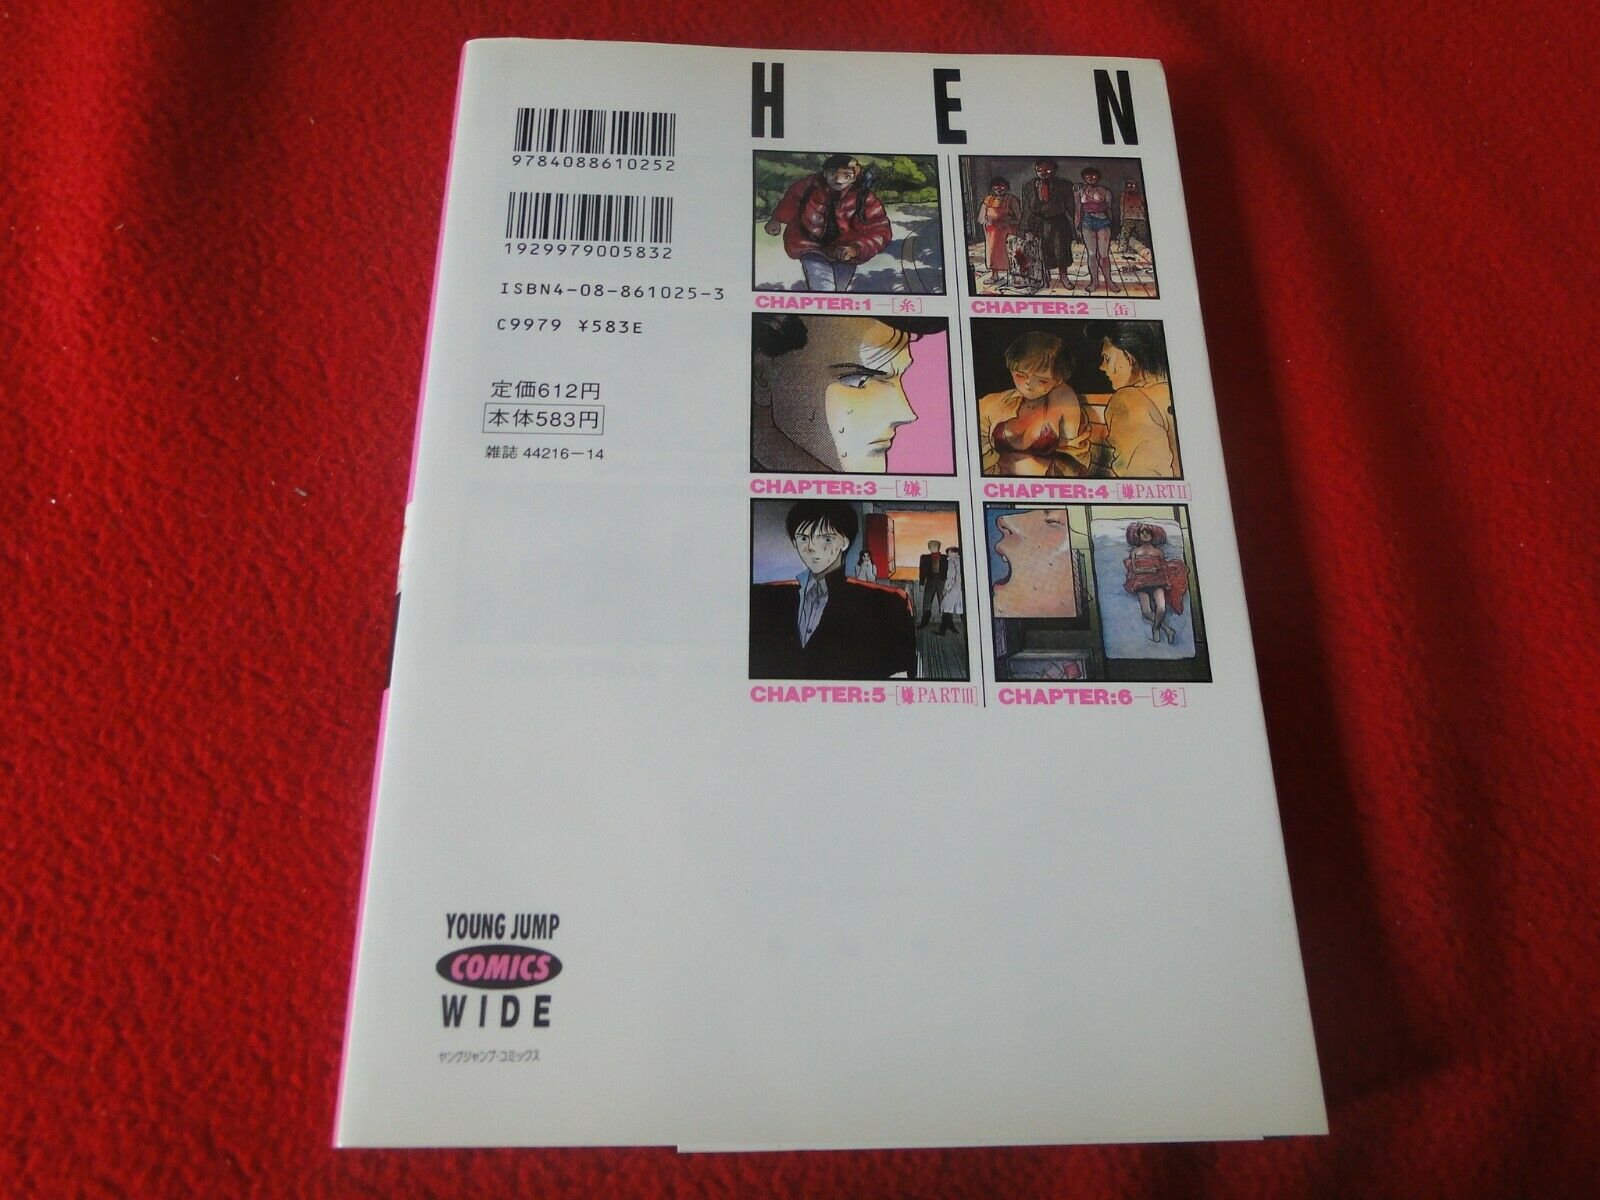 HEN
9784088610252
1929979005832
ISBN4-08-861025-3
C9979 ¥583E
定価612円
本体583円
雑誌 44216-14
CHAPTER:1-[糸]
CHAPTER:2-[缶]
CHAPTER:3-[嫌]
CHAPTER:4-[嫌PARTII]
CHAPTER:5-[嫌PARTIII]
CHAPTER:6-[変]
YOUNG JUMP
COMICS
WIDE
ヤングジャンプ・コミックス